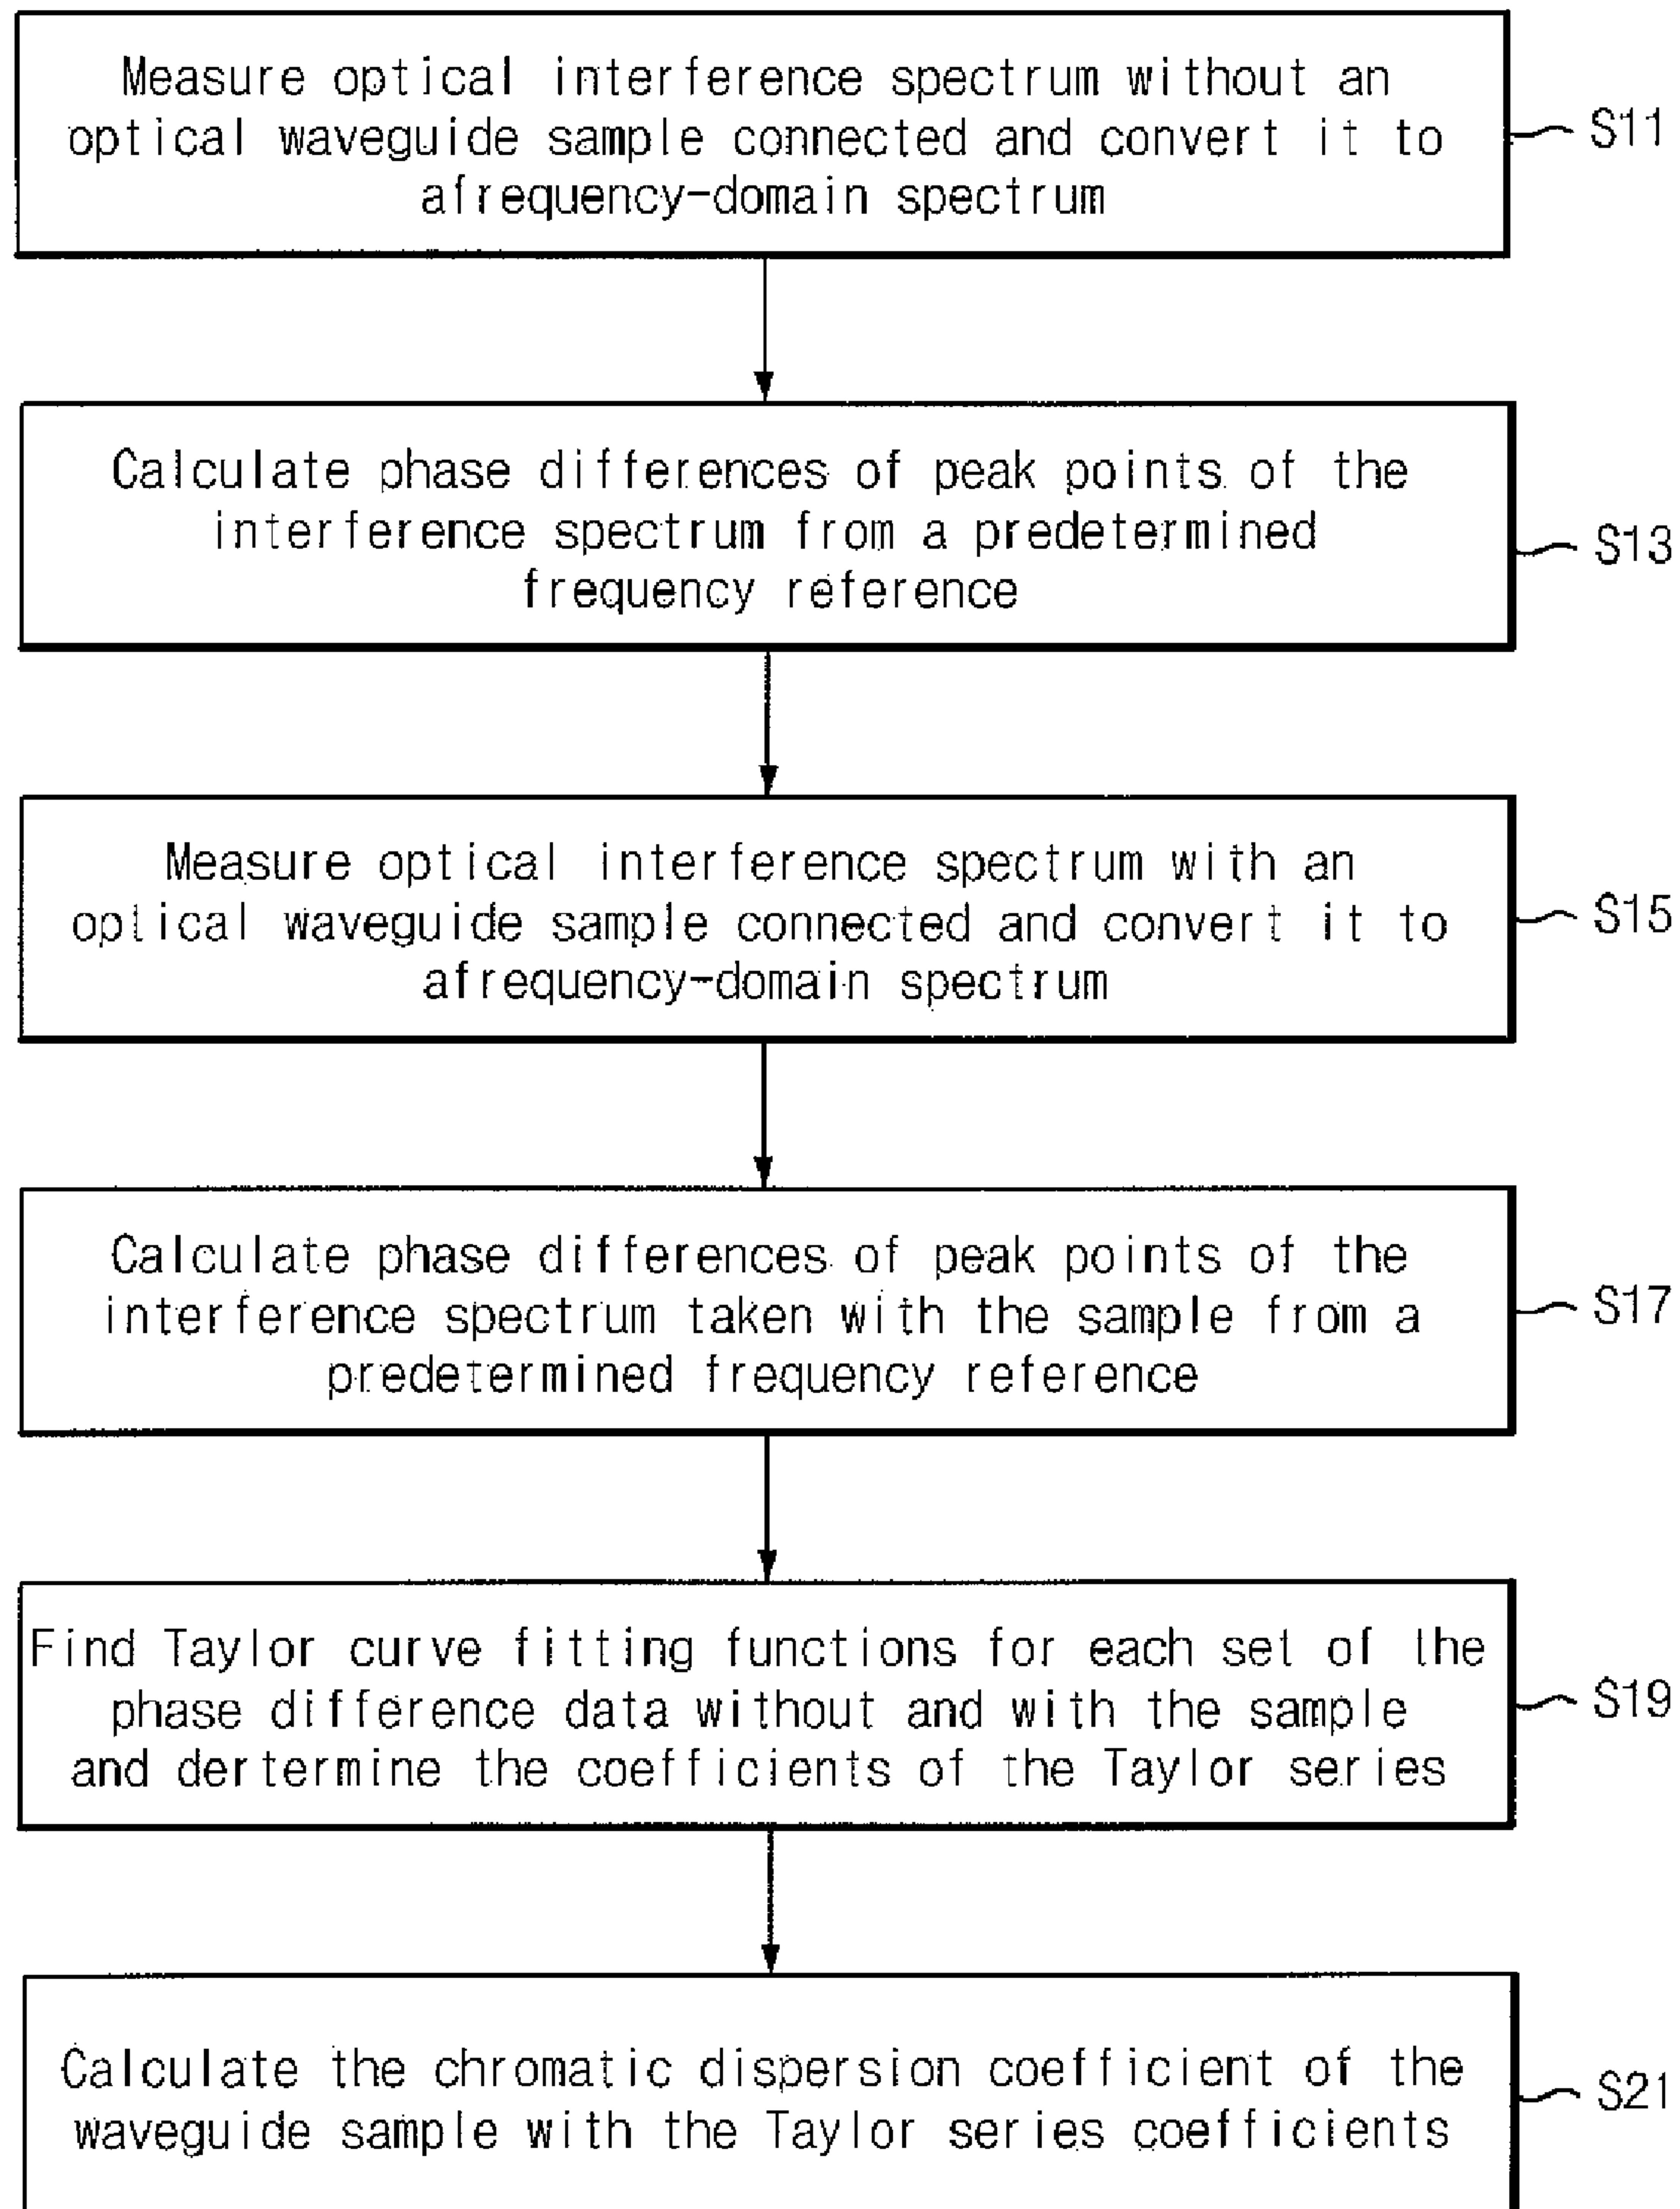 Measure optical interference spectrum without an
optical waveguide sample connected and convert it to
afrequency-domain spectrum
S11
Calculate phase differences of peak points of the
interference spectrum from a predetermined
frequency reference
S13
Measure optical interference spectrum with an
optical waveguide sample connected and convert it to
afrequency-domain spectrum
S15
Calculate phase differences of peak points of the
interference spectrum taken with the sample from a
predetermined frequency reference
S17
Find Taylor curve fitting functions for each set of the
phase difference data without and with the sample
and dertermine the coefficients of the Taylor series
S19
Calculate the chromatic dispersion coefficient of the
waveguide sample with the Taylor series coefficients
S21